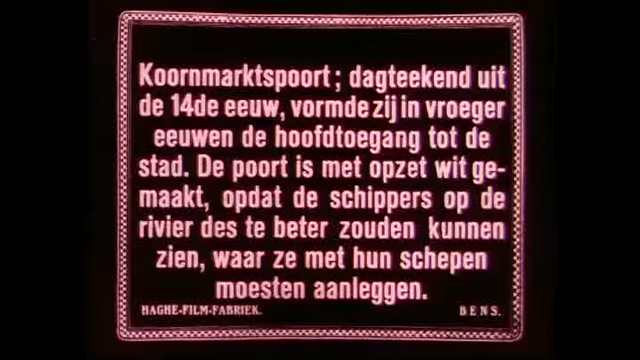 Koornmarktspoort; dagteekend uit
de 14de eeuw, vormde zij in vroeger
eeuwen de hoofdtoegang tot de
stad. De poort is met opzet wit ge-
maakt, opdat de schippers op de
rivier des te beter zouden kunnen
zien, waar ze met hun schepen
moesten aanleggen.
HAGHE-FILM-FABRIEK. BENS.